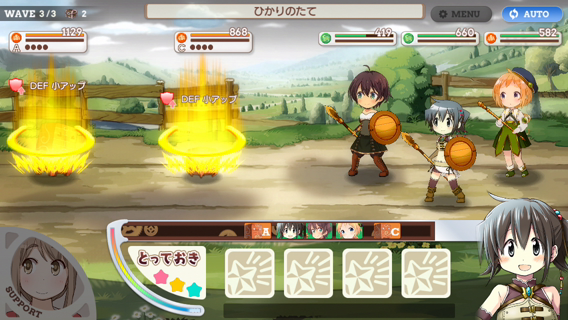 WAVE 3/3 2
ひかりのたて
MENU
AUTO
1129
868
419
660
582
A
C
DEF 小アップ
DEF 小アップ
A
C
とっておき
SUPPORT